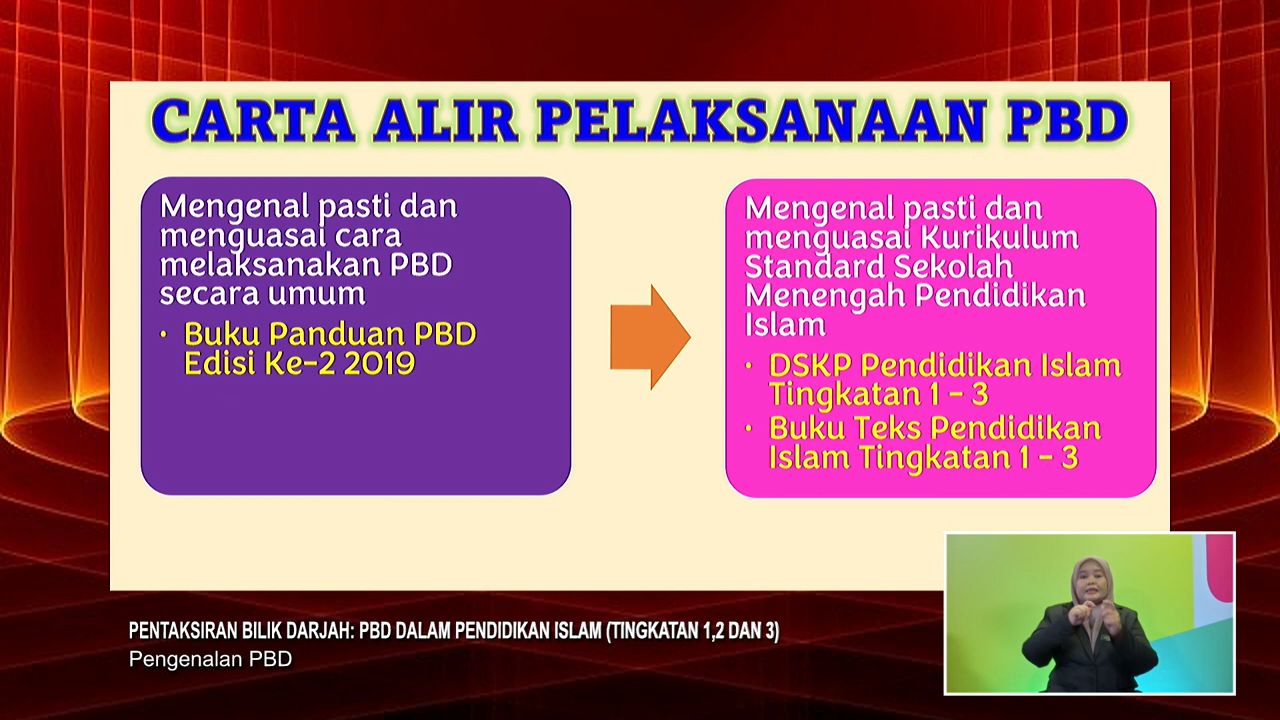 CARTA ALIR PELAKSANAAN PBD
Mengenal pasti dan
menguasai cara
melaksanakan PBD
secara umum
• Buku Panduan PBD
Edisi Ke-2 2019
Mengenal pasti dan
menguasai Kurikulum
Standard Sekolah
Menengah Pendidikan
Islam
• DSKP Pendidikan Islam
Tingkatan 1 – 3
• Buku Teks Pendidikan
Islam Tingkatan 1 – 3
PENTAKSIRAN BILIK DARJAH: PBD DALAM PENDIDIKAN ISLAM (TINGKATAN 1,2 DAN 3)
Pengenalan PBD